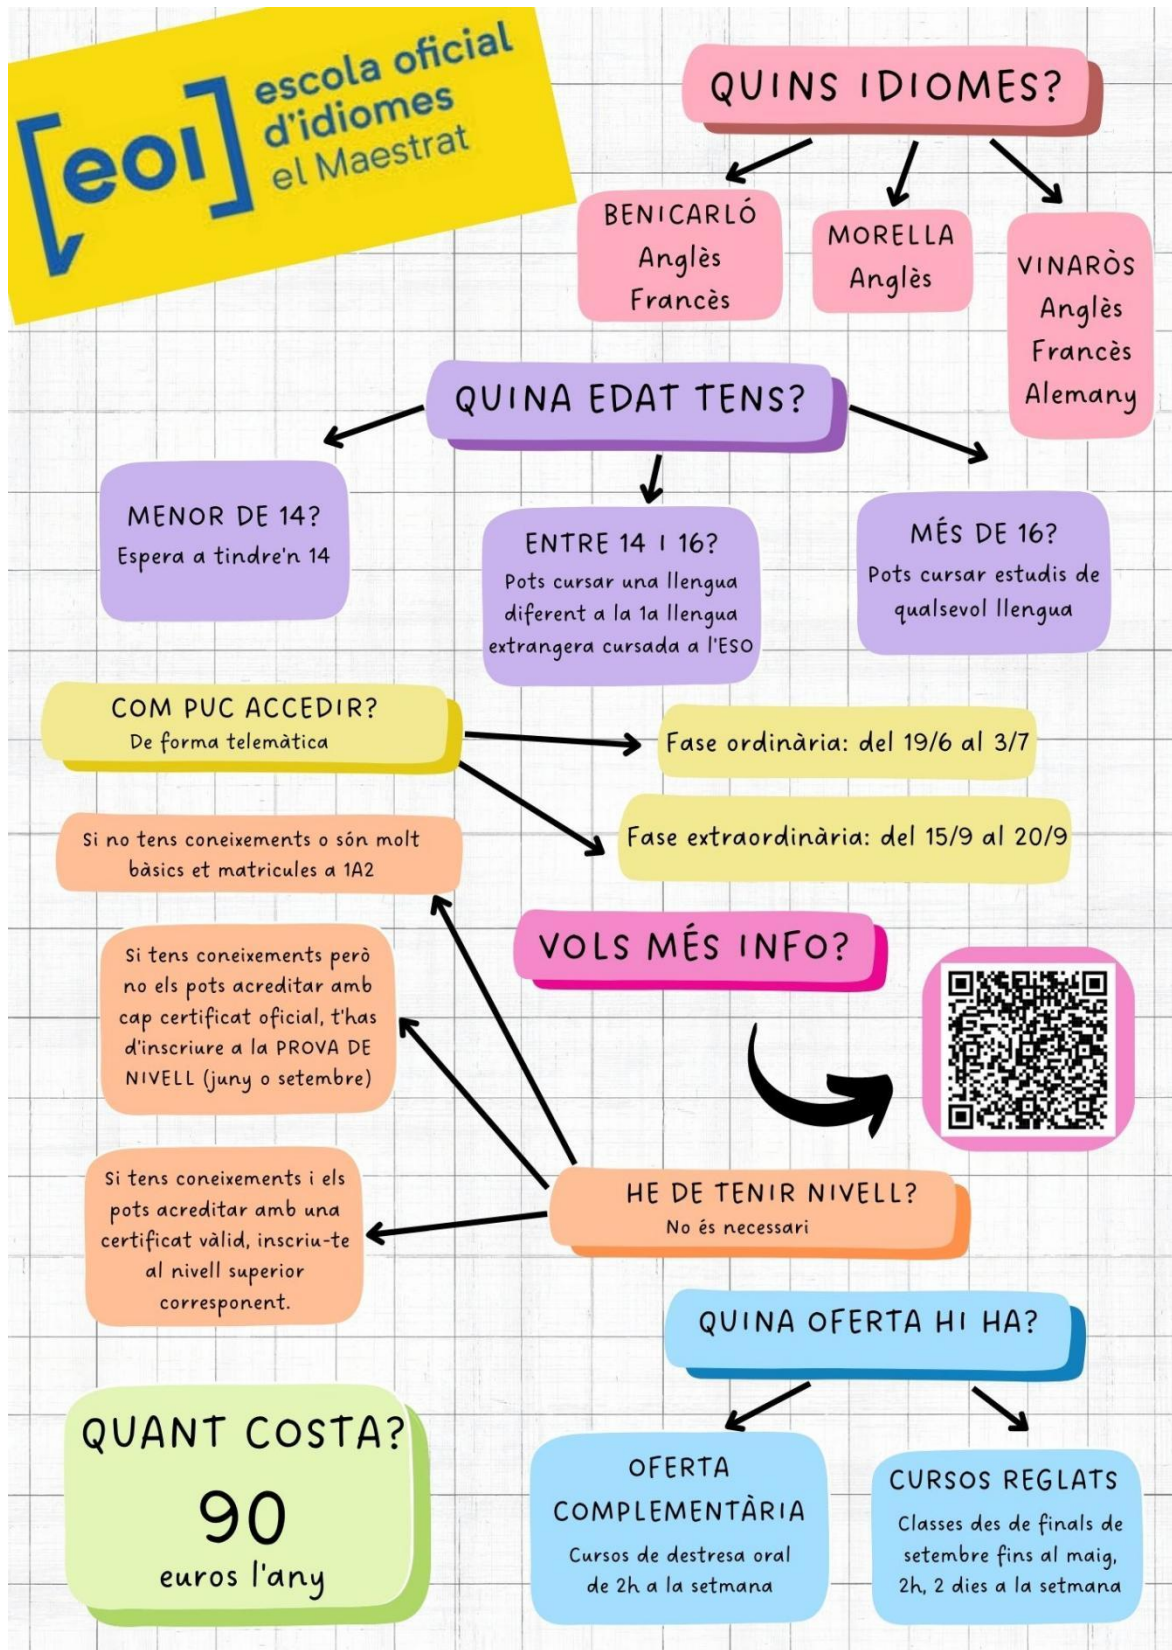 [eoi]
escola oficial
d'idiomes
el Maestrat
QUINS IDIOMES?
BENICARLÓ
Anglès
Francès
MORELLA
Anglès
VINARÒS
Anglès
Francès
Alemany
QUINA EDAT TENS?
MENOR DE 14?
Espera a tindre'n 14
ENTRE 14 I 16?
Pots cursar una llengua
diferent a la 1a llengua
extrangera cursada a l'ESO
MÉS DE 16?
Pots cursar estudis de
qualsevol llengua
COM PUC ACCEDIR?
De forma telemàtica
Fase ordinària: del 19/6 al 3/7
Fase extraordinària: del 15/9 al 20/9
Si no tens coneixements o són molt
bàsics et matricules a 1A2
Si tens coneixements però
no els pots acreditar amb
cap certificat oficial, t'has
d'inscriure a la PROVA DE
NIVELL (juny o setembre)
Si tens coneixements i els
pots acreditar amb una
certificat vàlid, inscriu-te
al nivell superior
corresponent.
VOLS MÉS INFO?
HE DE TENIR NIVELL?
No és necessari
QUINA OFERTA HI HA?
OFERTA
COMPLEMENTÀRIA
Cursos de destresa oral
de 2h a la setmana
CURSOS REGLATS
Classes des de finals de
setembre fins al maig,
2h, 2 dies a la setmana
QUANT COSTA?
90
euros l'any